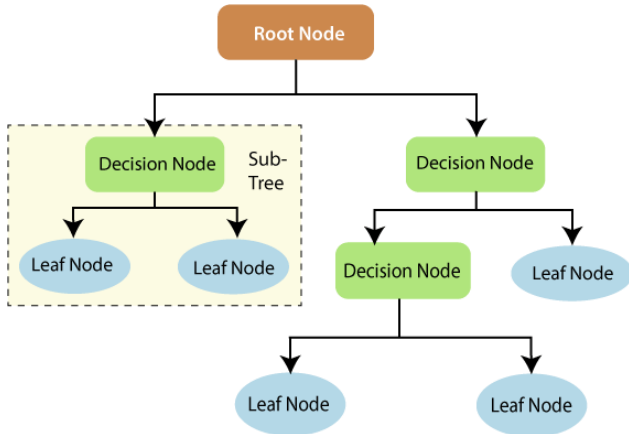 Root Node
Decision Node
Sub-
Tree
Decision Node
Leaf Node
Leaf Node
Decision Node
Leaf Node
Leaf Node
Leaf Node